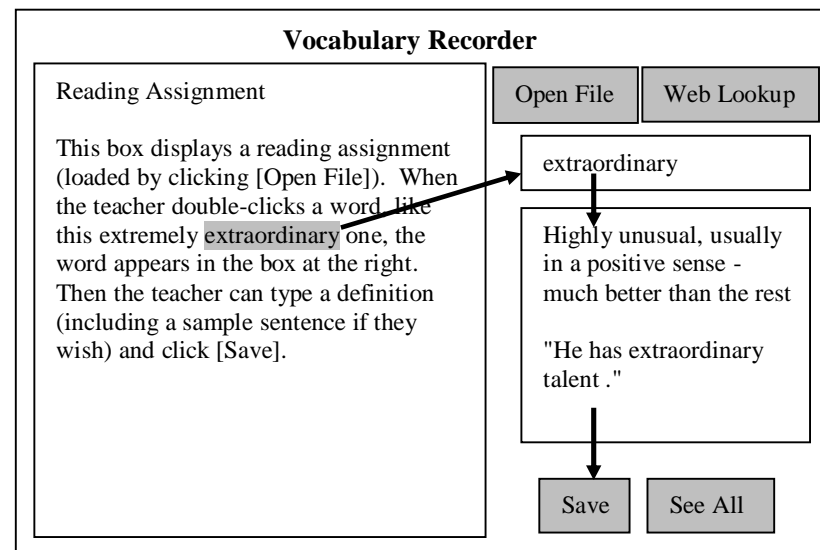 Vocabulary Recorder
Reading Assignment
This box displays a reading assignment
(loaded by clicking [Open File]). When
the teacher double-clicks a word, like
this extremely extraordinary one, the
word appears in the box at the right.
Then the teacher can type a definition
(including a sample sentence if they
wish) and click [Save].
Open File
Web Lookup
extraordinary
Highly unusual, usually
in a positive sense -
much better than the rest
"He has extraordinary
talent ."
Save
See All